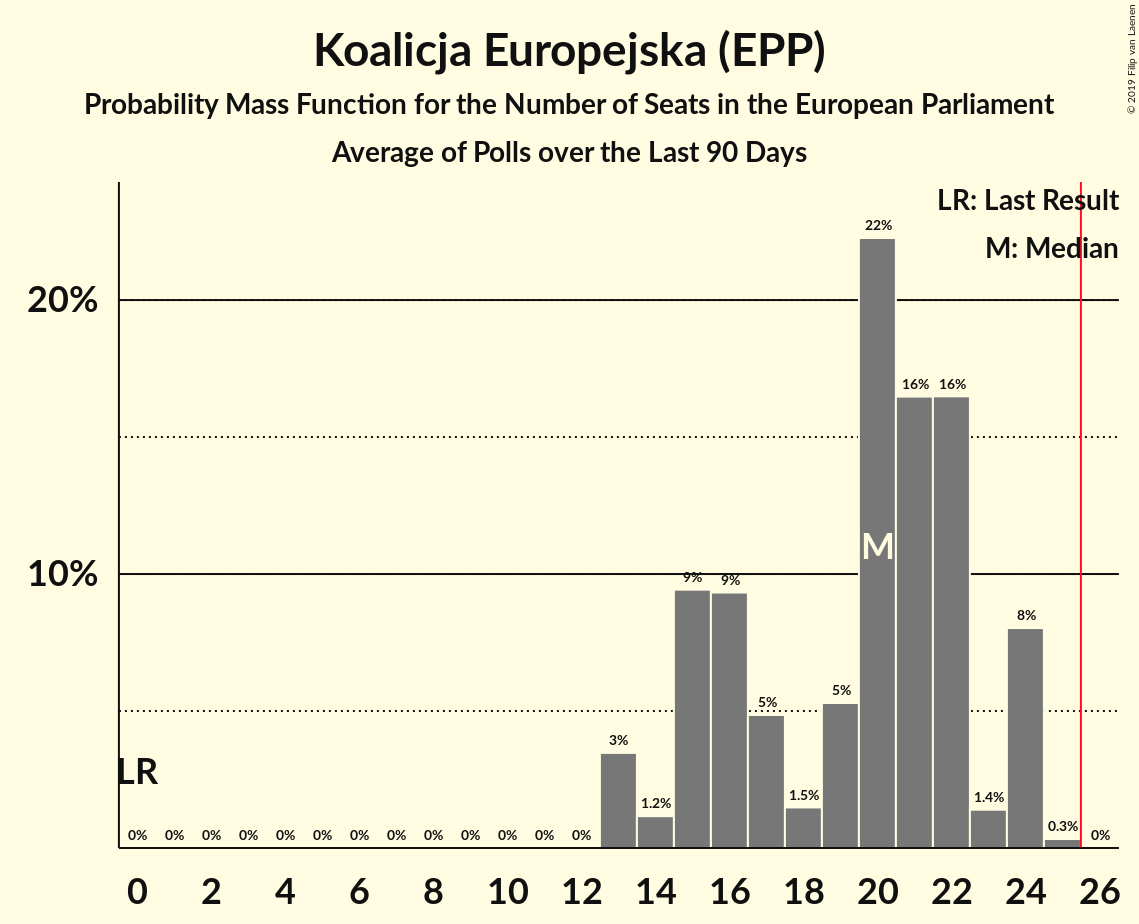 Koalicja Europejska (EPP)
Probability Mass Function for the Number of Seats in the European Parliament
Average of Polls over the Last 90 Days
© 2019 Filip van Laenen
LR: Last Result
M: Median
22%
20%
16% 16%
M
10%
9% 9%
8%
5% 5%
3%
LR
1.2% 1.5% 1.4%
0% 0% 0% 0% 0% 0% 0% 0% 0% 0% 0% 0% 0% 0.3% 0%
0 2 4 6 8 10 12 14 16 18 20 22 24 26